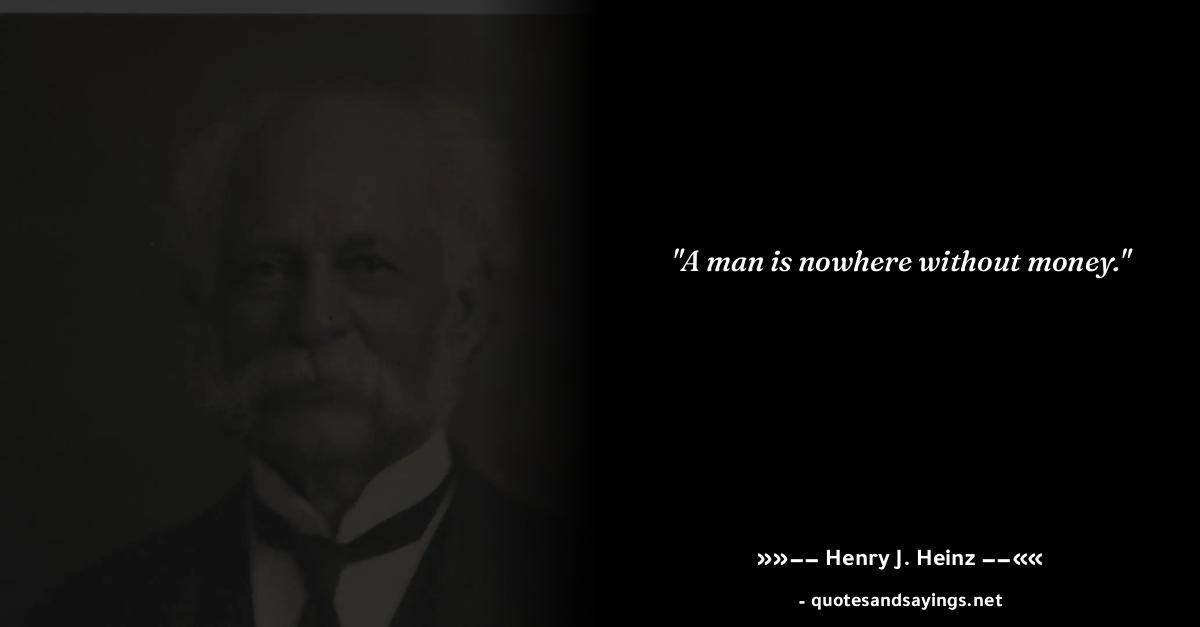 "A man is nowhere without money."
»»−− Henry J. Heinz −−««
- quotesandsayings.net